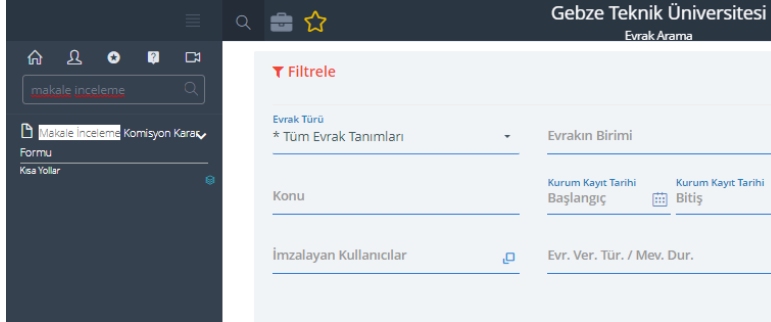 Gebze Teknik Üniversitesi
Evrak Arama
makale inceleme
Makale İnceleme Komisyon Karar
Formu
Kısa Yollar
Filtrele
Evrak Türü
* Tüm Evrak Tanımları
Evrakın Birimi
Konu
Kurum Kayıt Tarihi
Başlangıç
Kurum Kayıt Tarihi
Bitiş
İmzalayan Kullanıcılar
Evr. Ver. Tür. / Mev. Dur.